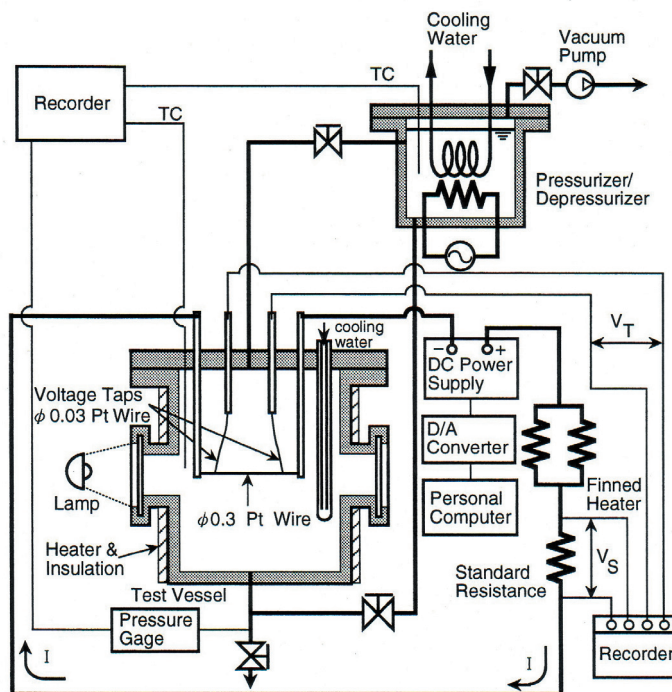 Cooling
Water
Vacuum
Pump
TC
Recorder
TC
Pressurizer/
Depressurizer
cooling
water
V_T
− +
DC Power
Supply
Voltage Taps
ϕ 0.03 Pt Wire
D/A
Converter
Lamp
Personal
Computer
Finned
Heater
ϕ0.3 Pt Wire
Heater &
Insulation
V_S
Standard
Resistance
Test Vessel
Pressure
Gage
I
I
Recorder